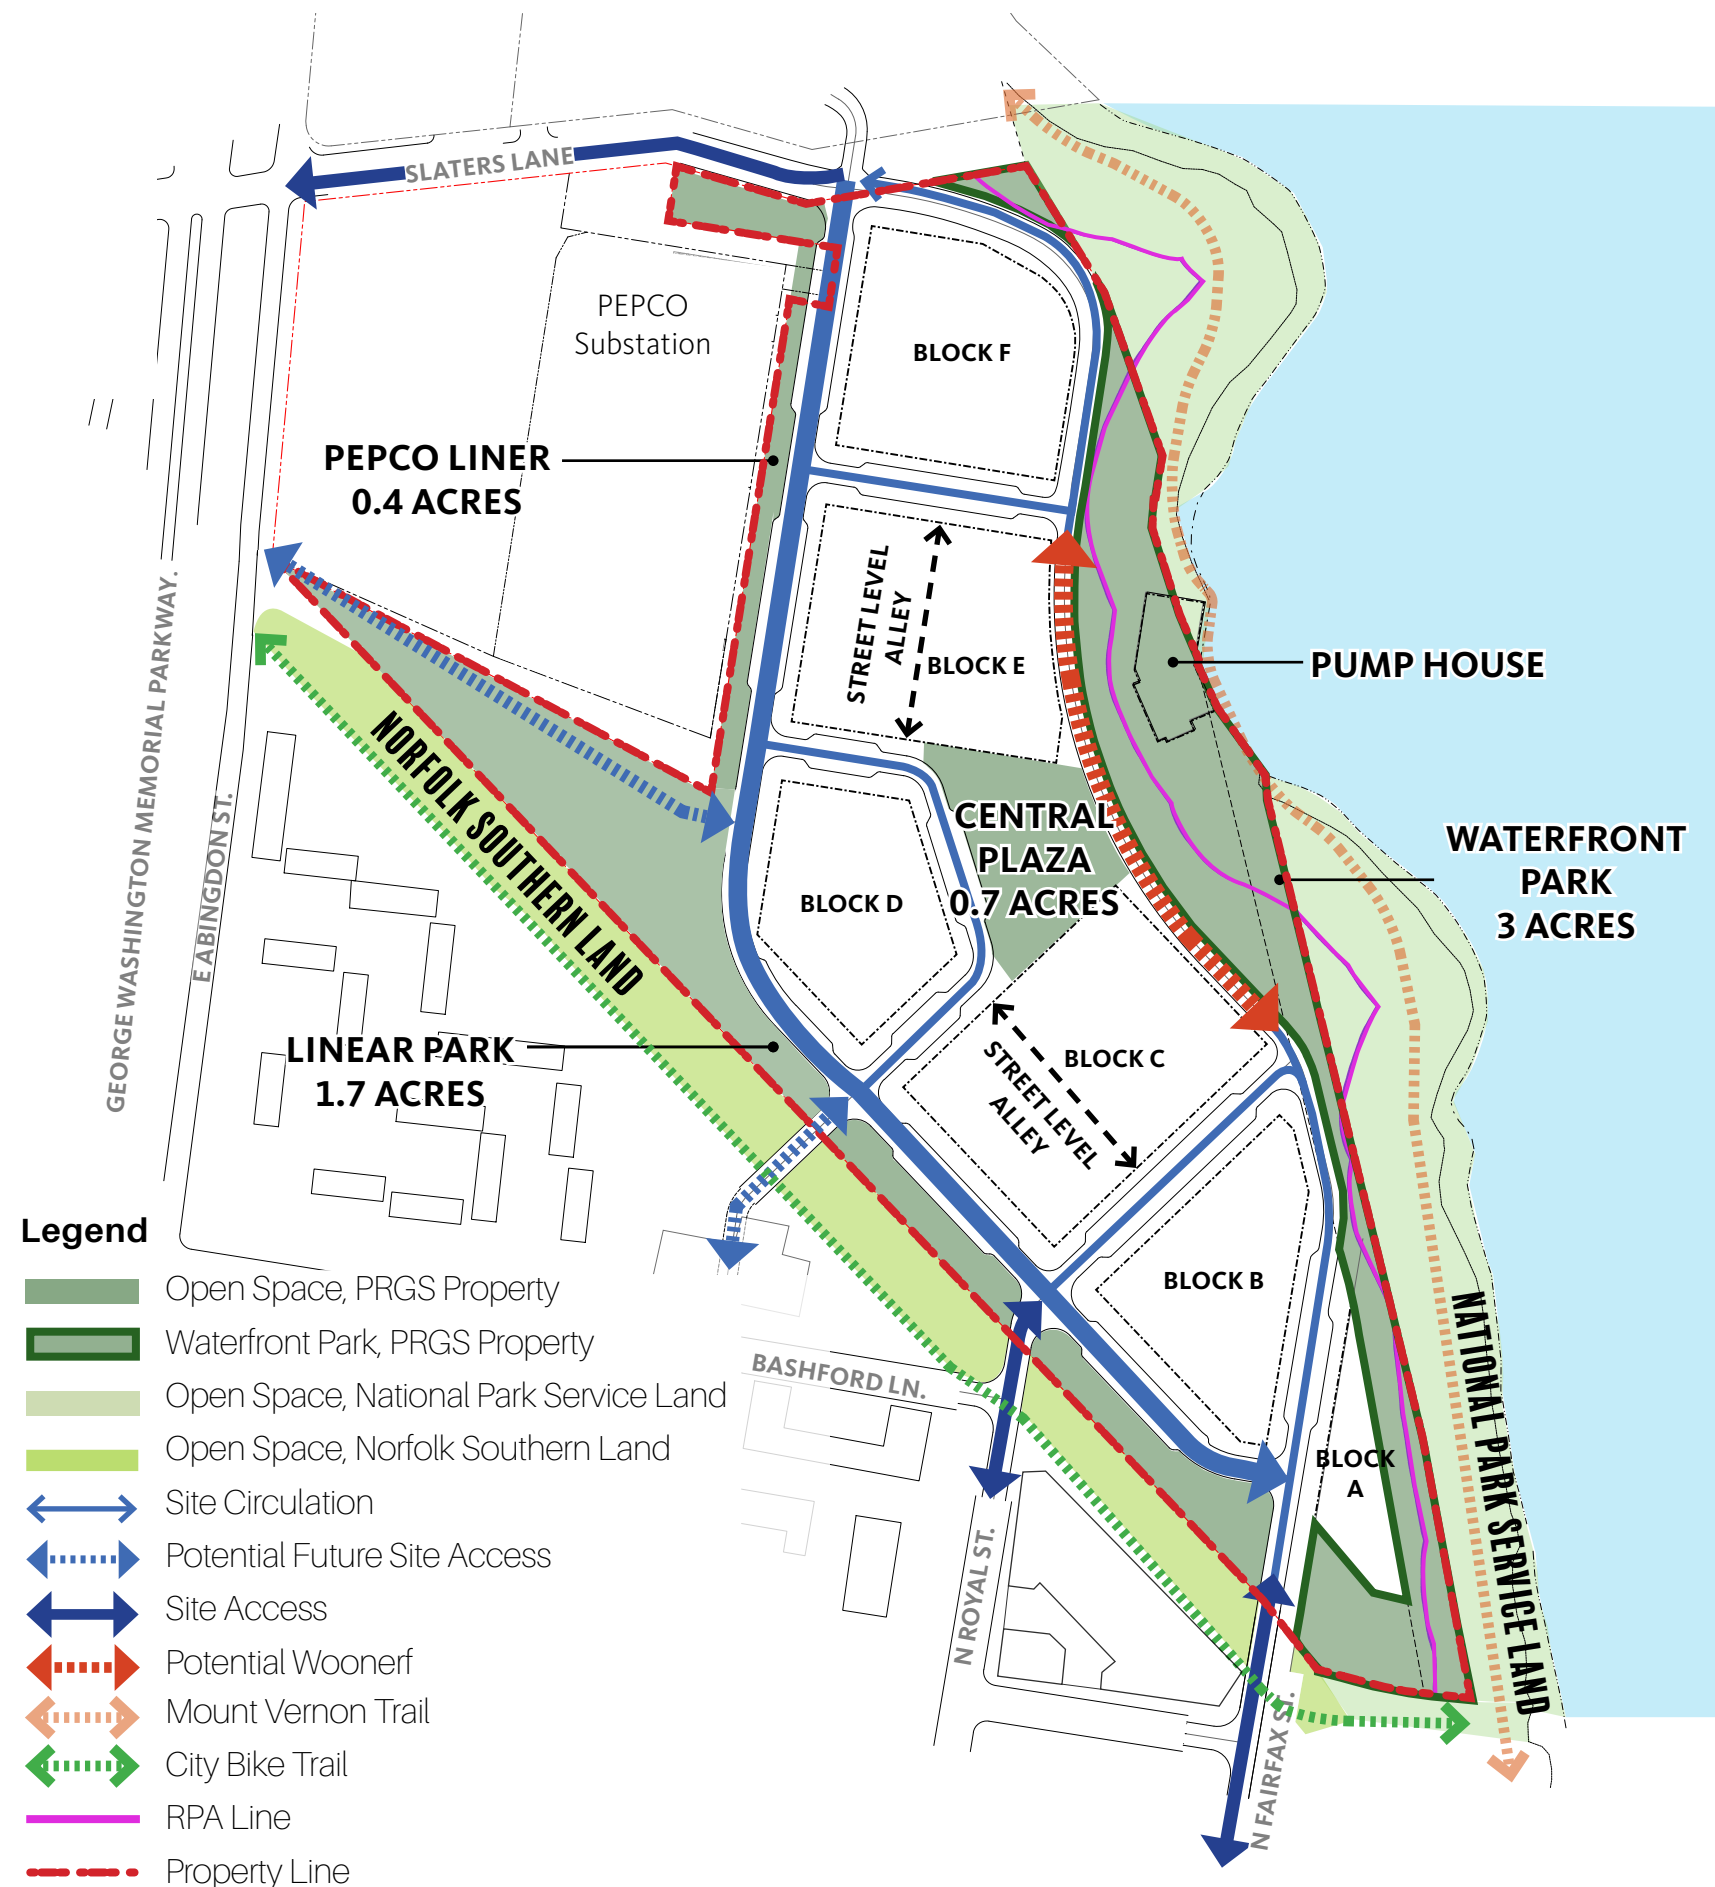 SLATERS LANE
PEPCO
Substation
BLOCK F
PEPCO LINER
0.4 ACRES
STREET LEVEL
ALLEY
BLOCK E
PUMP HOUSE
GEORGE WASHINGTON MEMORIAL PARKWAY.
E ABINGDON ST.
NORFOLK SOUTHERN LAND
CENTRAL
PLAZA
0.7 ACRES
WATERFRONT
PARK
3 ACRES
BLOCK D
LINEAR PARK
1.7 ACRES
BLOCK C
STREET LEVEL
ALLEY
BLOCK B
BASHFORD LN.
BLOCK
A
NATIONAL PARK SERVICE LAND
N ROYAL ST.
N FAIRFAX ST.
Legend
Open Space, PRGS Property
Waterfront Park, PRGS Property
Open Space, National Park Service Land
Open Space, Norfolk Southern Land
Site Circulation
Potential Future Site Access
Site Access
Potential Woonerf
Mount Vernon Trail
City Bike Trail
RPA Line
Property Line